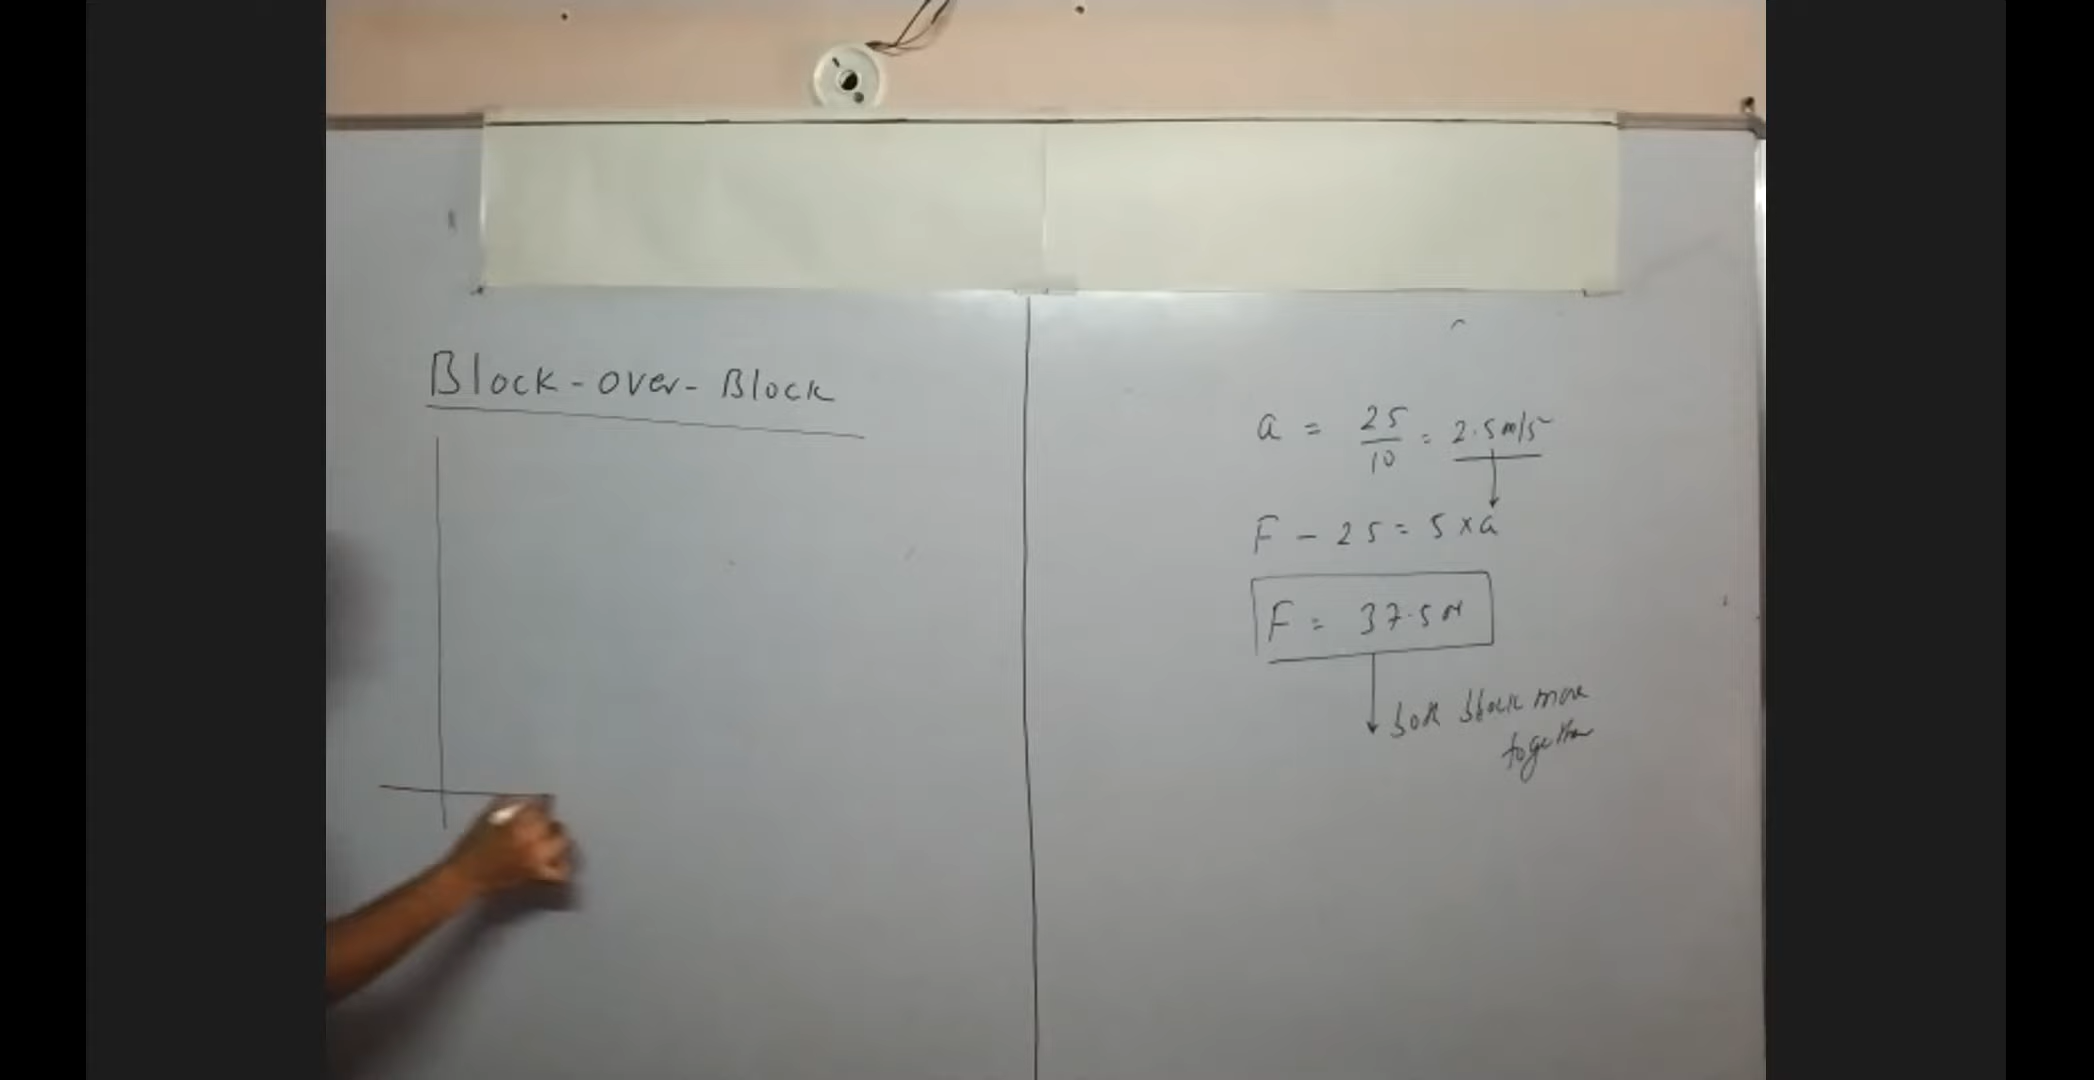 Block-over-Block
a = 25/10 = 2.5 m/s²
F - 25 = 5 × a
F = 37.5 N
both block move
together